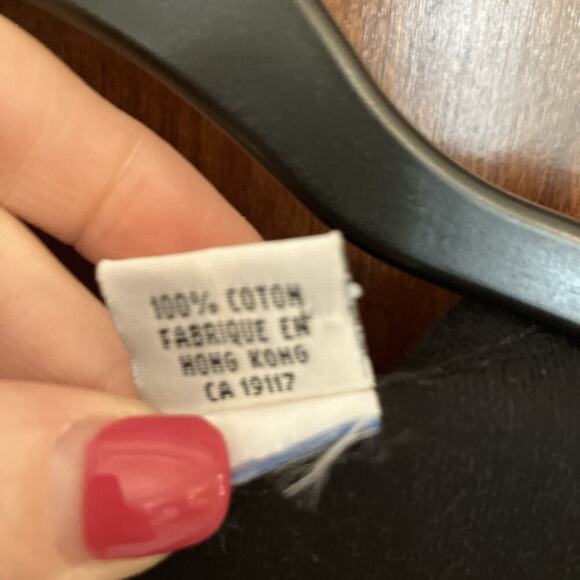 100% COTON
FABRIQUE EN
HONG KONG
CA 19117